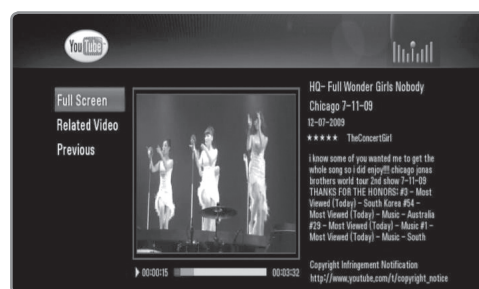 YouTube
Full Screen
Related Video
Previous
00:00:15
00:03:32
HQ- Full Wonder Girls Nobody
Chicago 7-11-09
12-07-2009
★★★★★ TheConcertGirl
i know some of you wanted me to get the
whole song so i did enjoy!!! chicago jonas
brothers world tour 2nd show 7-11-09
THANKS FOR THE HONORS: #3 - Most
Viewed (Today) - South Korea #54 -
Most Viewed (Today) - Music - Australia
#29 - Most Viewed (Today) - Music #1 -
Most Viewed (Today) - Music - South
Copyright Infringement Notification
http://www.youtube.com/t/copyright_notice